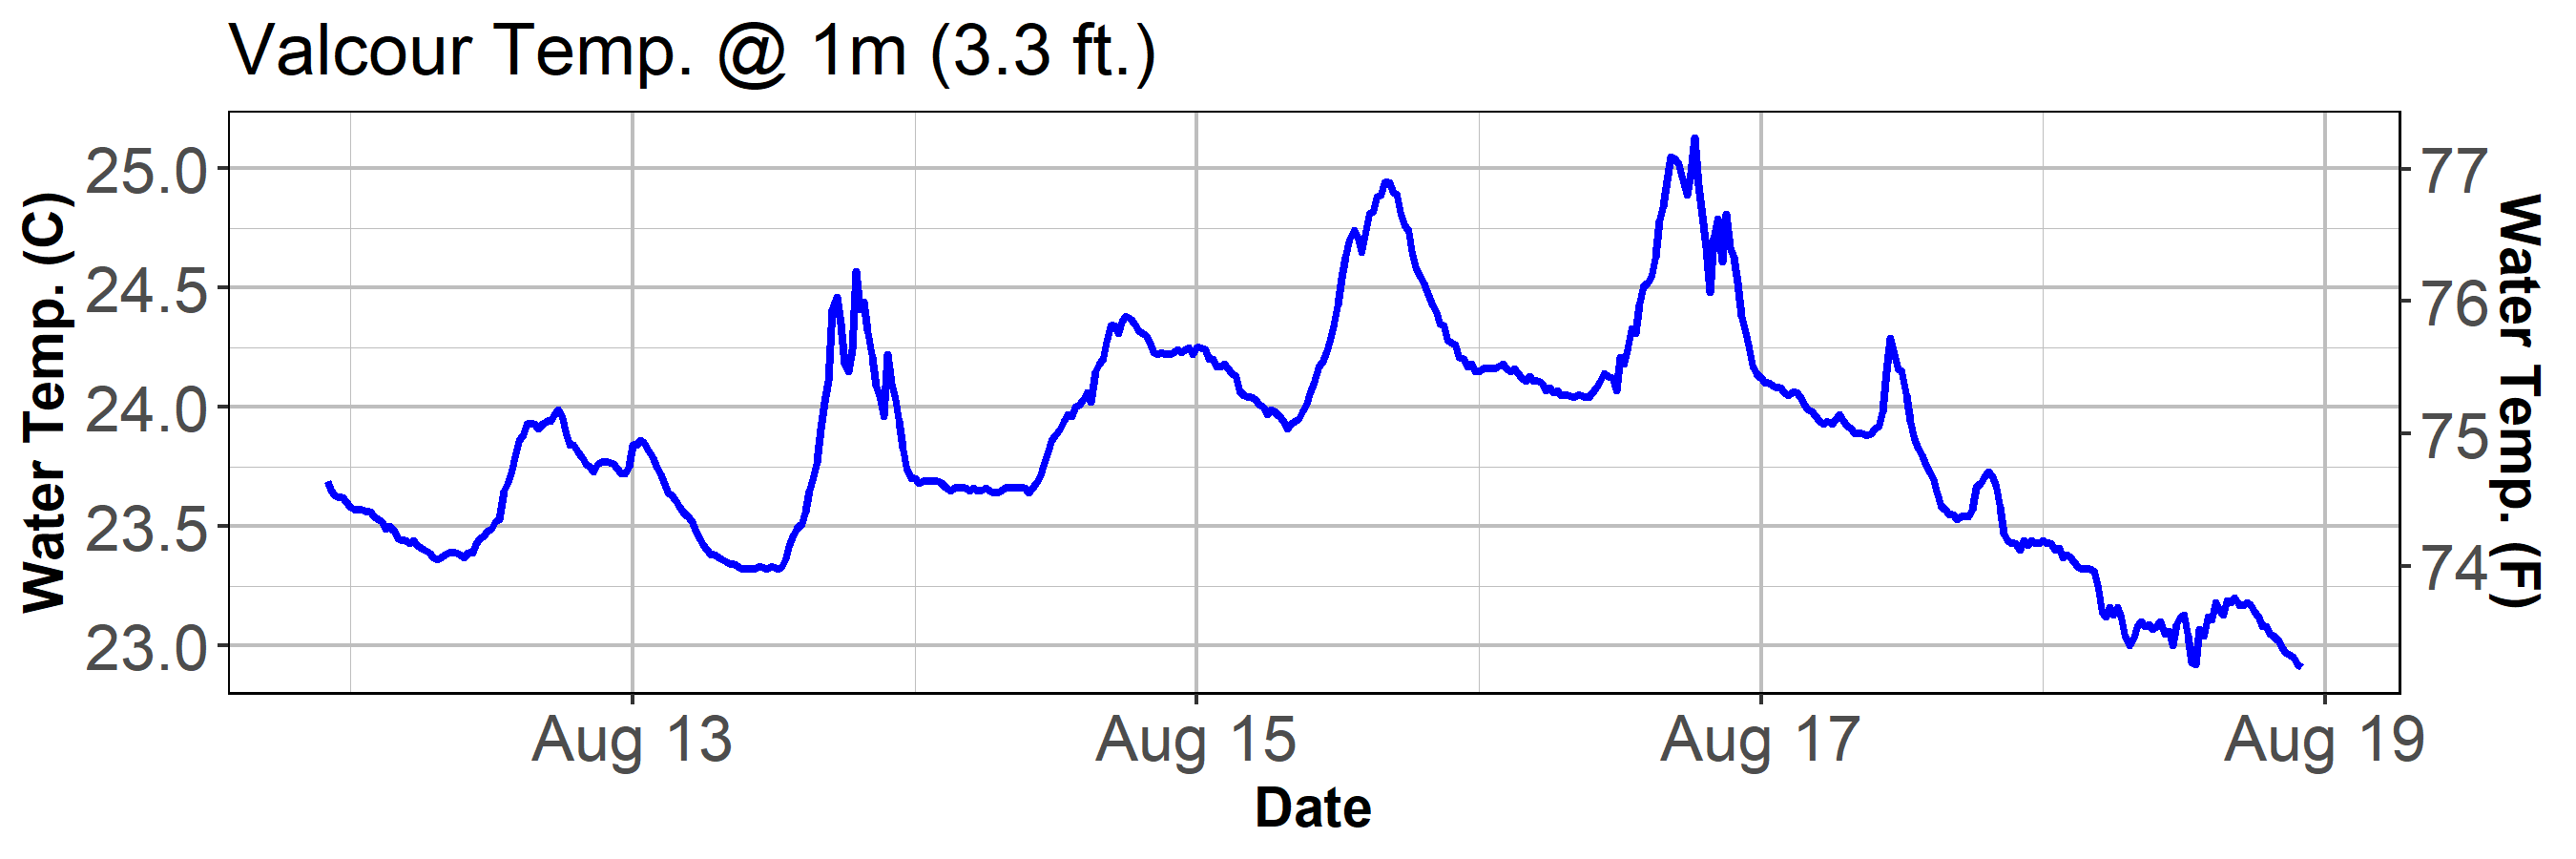 Valcour Temp. @ 1m (3.3 ft.)
Water Temp. (C)
25.0
24.5
24.0
23.5
23.0
77
76
75
74
Water Temp. (F)
Aug 13
Aug 15
Aug 17
Aug 19
Date